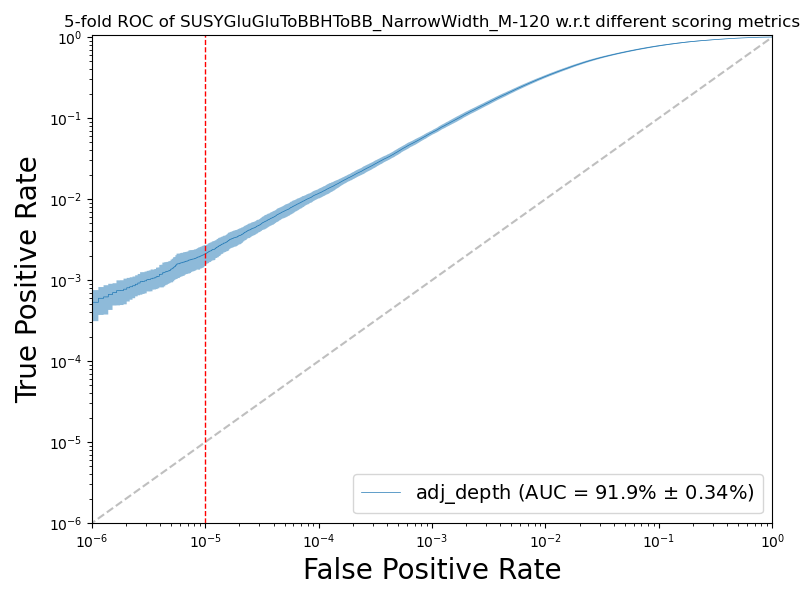 5-fold ROC of SUSYGluGluToBBHToBB_NarrowWidth_M-120 w.r.t different scoring metrics
True Positive Rate
10⁰
10⁻¹
10⁻²
10⁻³
10⁻⁴
10⁻⁵
10⁻⁶
adj_depth (AUC = 91.9% ± 0.34%)
10⁻⁶ 10⁻⁵ 10⁻⁴ 10⁻³ 10⁻² 10⁻¹ 10⁰
False Positive Rate